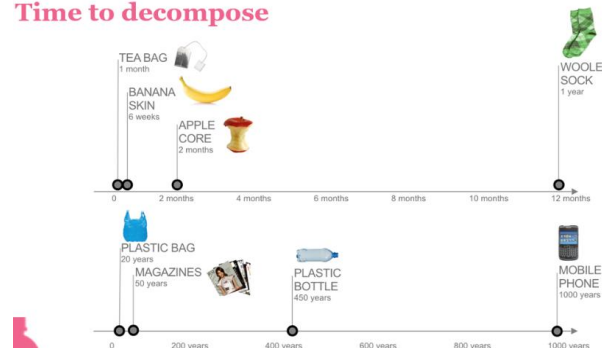 Time to decompose
TEA BAG
1 month
BANANA
SKIN
6 weeks
APPLE
CORE
2 months
WOOLE
SOCK
1 year
0 2 months 4 months 6 months 8 months 10 months 12 months
PLASTIC BAG
20 years
MAGAZINES
50 years
PLASTIC
BOTTLE
450 years
MOBILE
PHONE
1000 years
0 200 years 400 years 600 years 800 years 1000 years